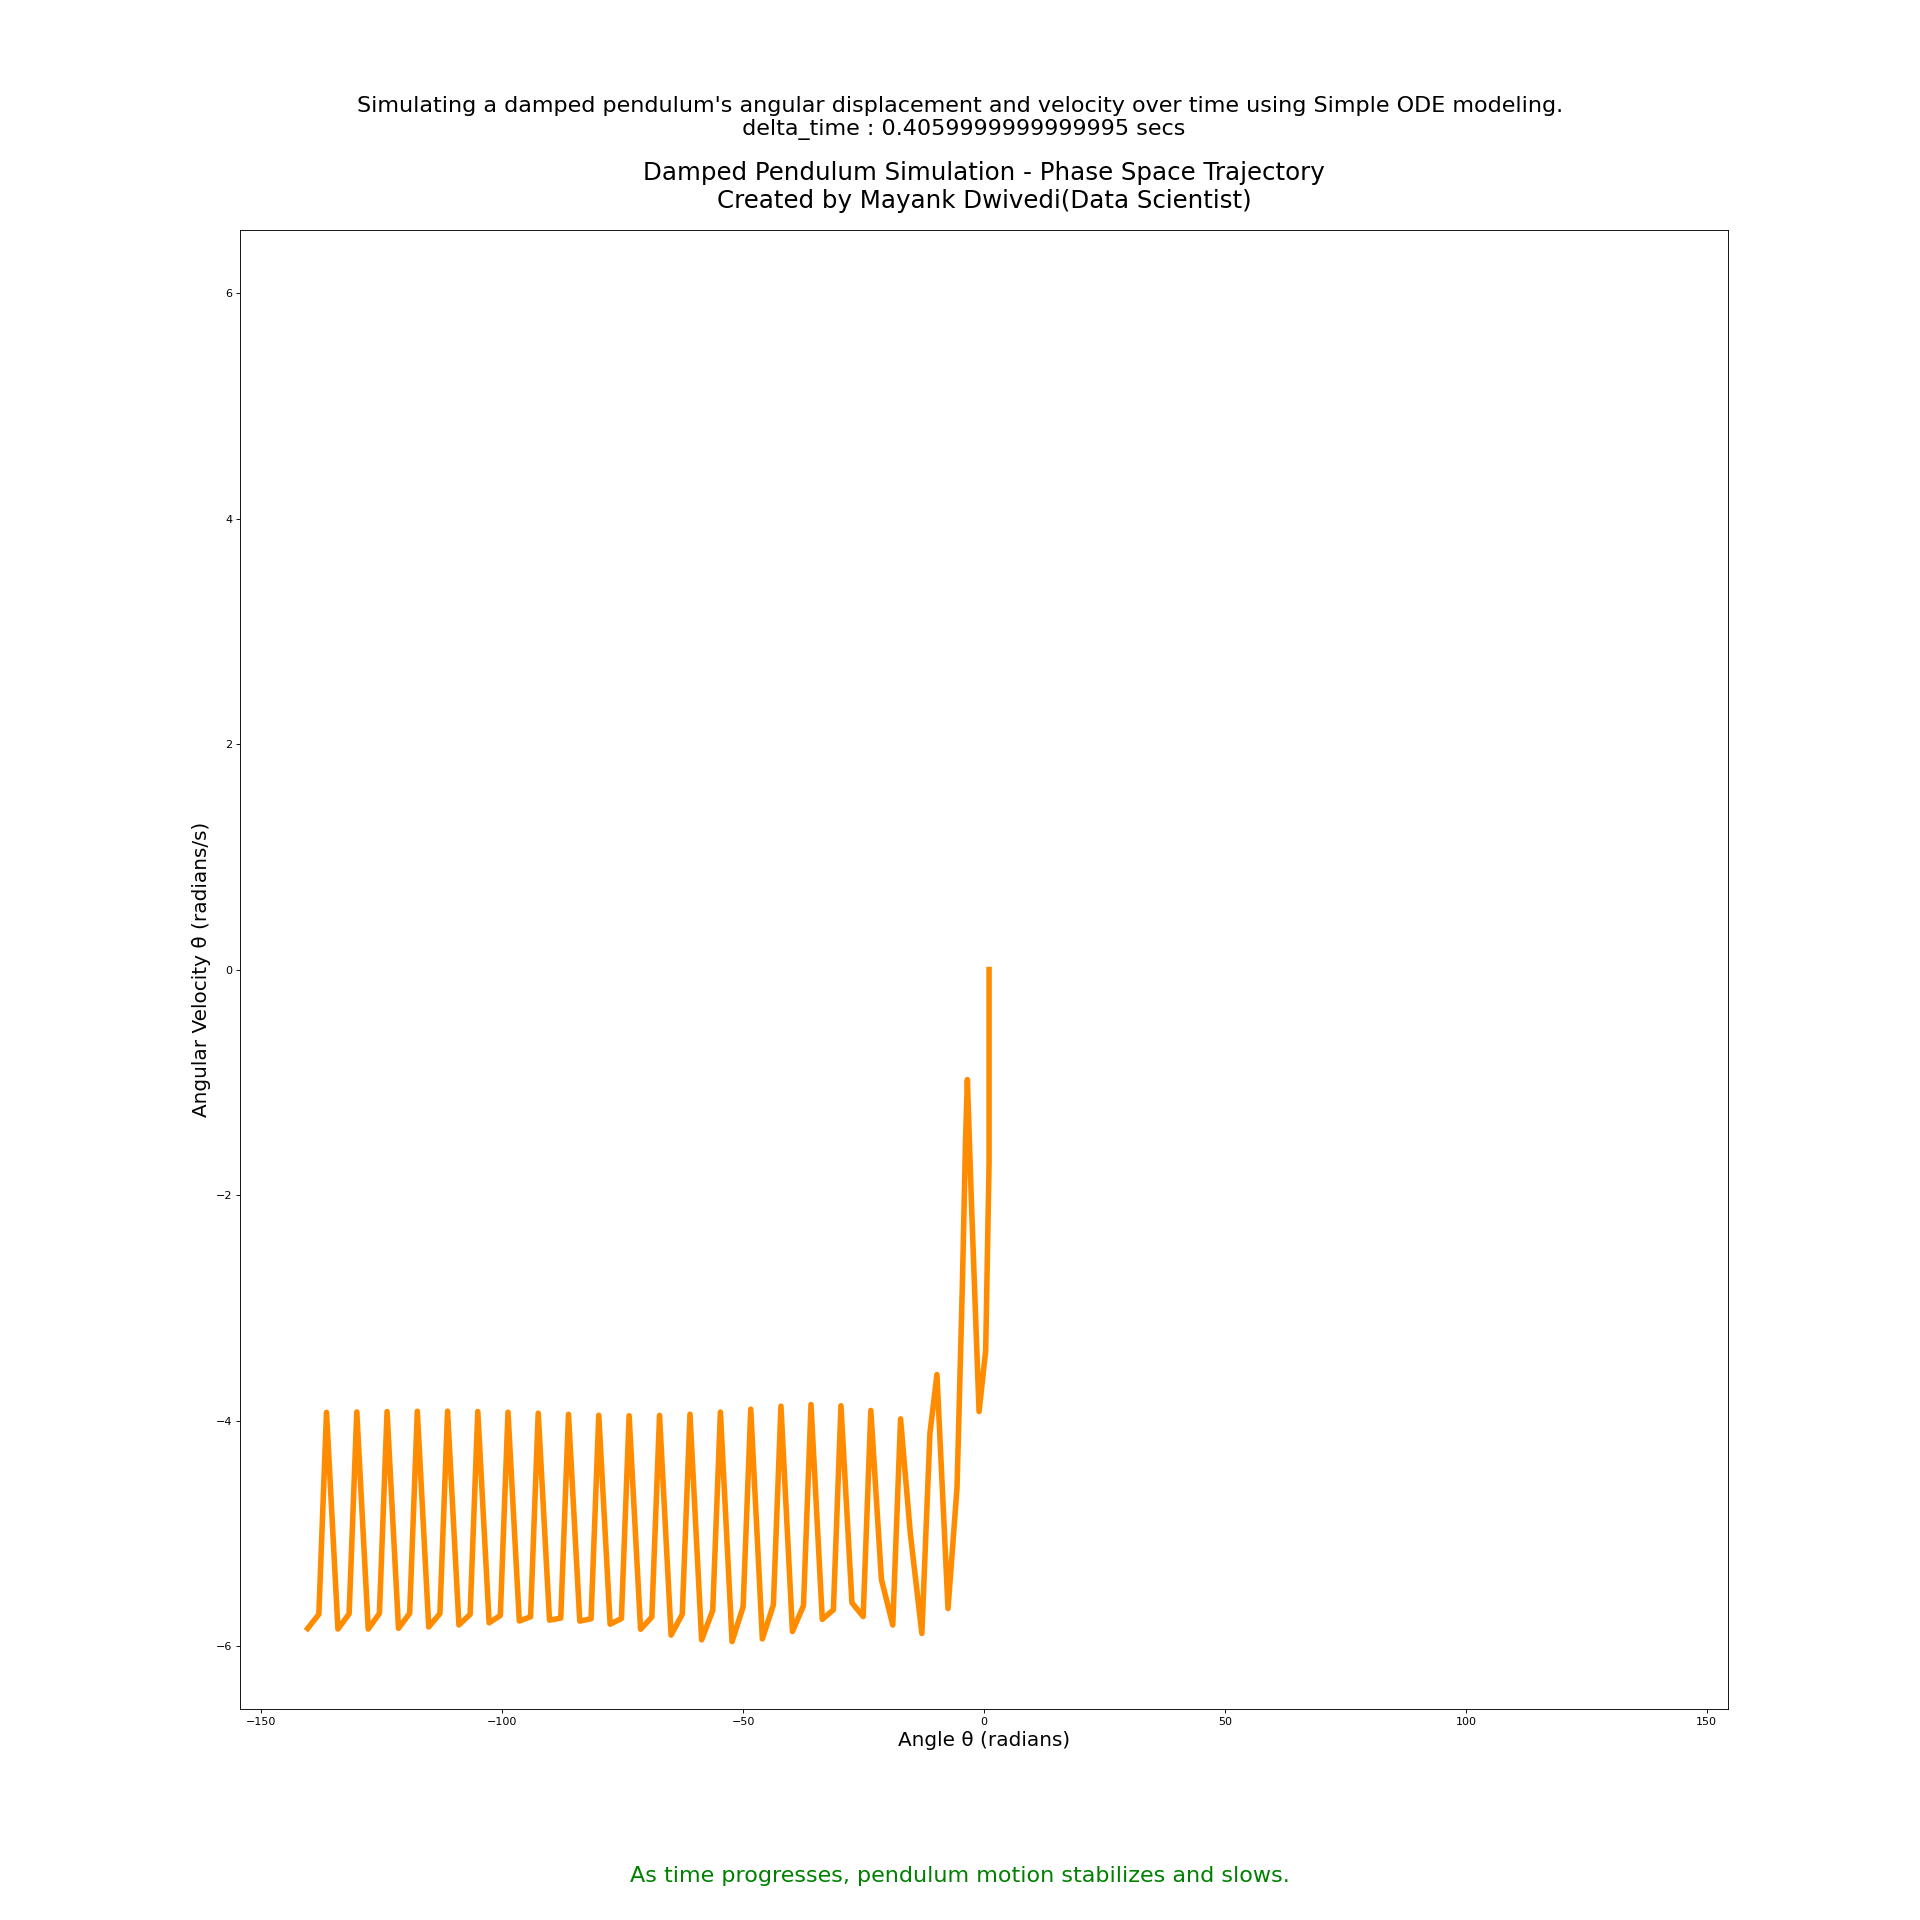 Simulating a damped pendulum's angular displacement and velocity over time using Simple ODE modeling.
delta_time : 0.4059999999999995 secs
Damped Pendulum Simulation - Phase Space Trajectory
Created by Mayank Dwivedi(Data Scientist)
6
4
2
0
−2
−4
−6
Angular Velocity θ (radians/s)
−150
−100
−50
0
50
100
150
Angle θ (radians)
As time progresses, pendulum motion stabilizes and slows.